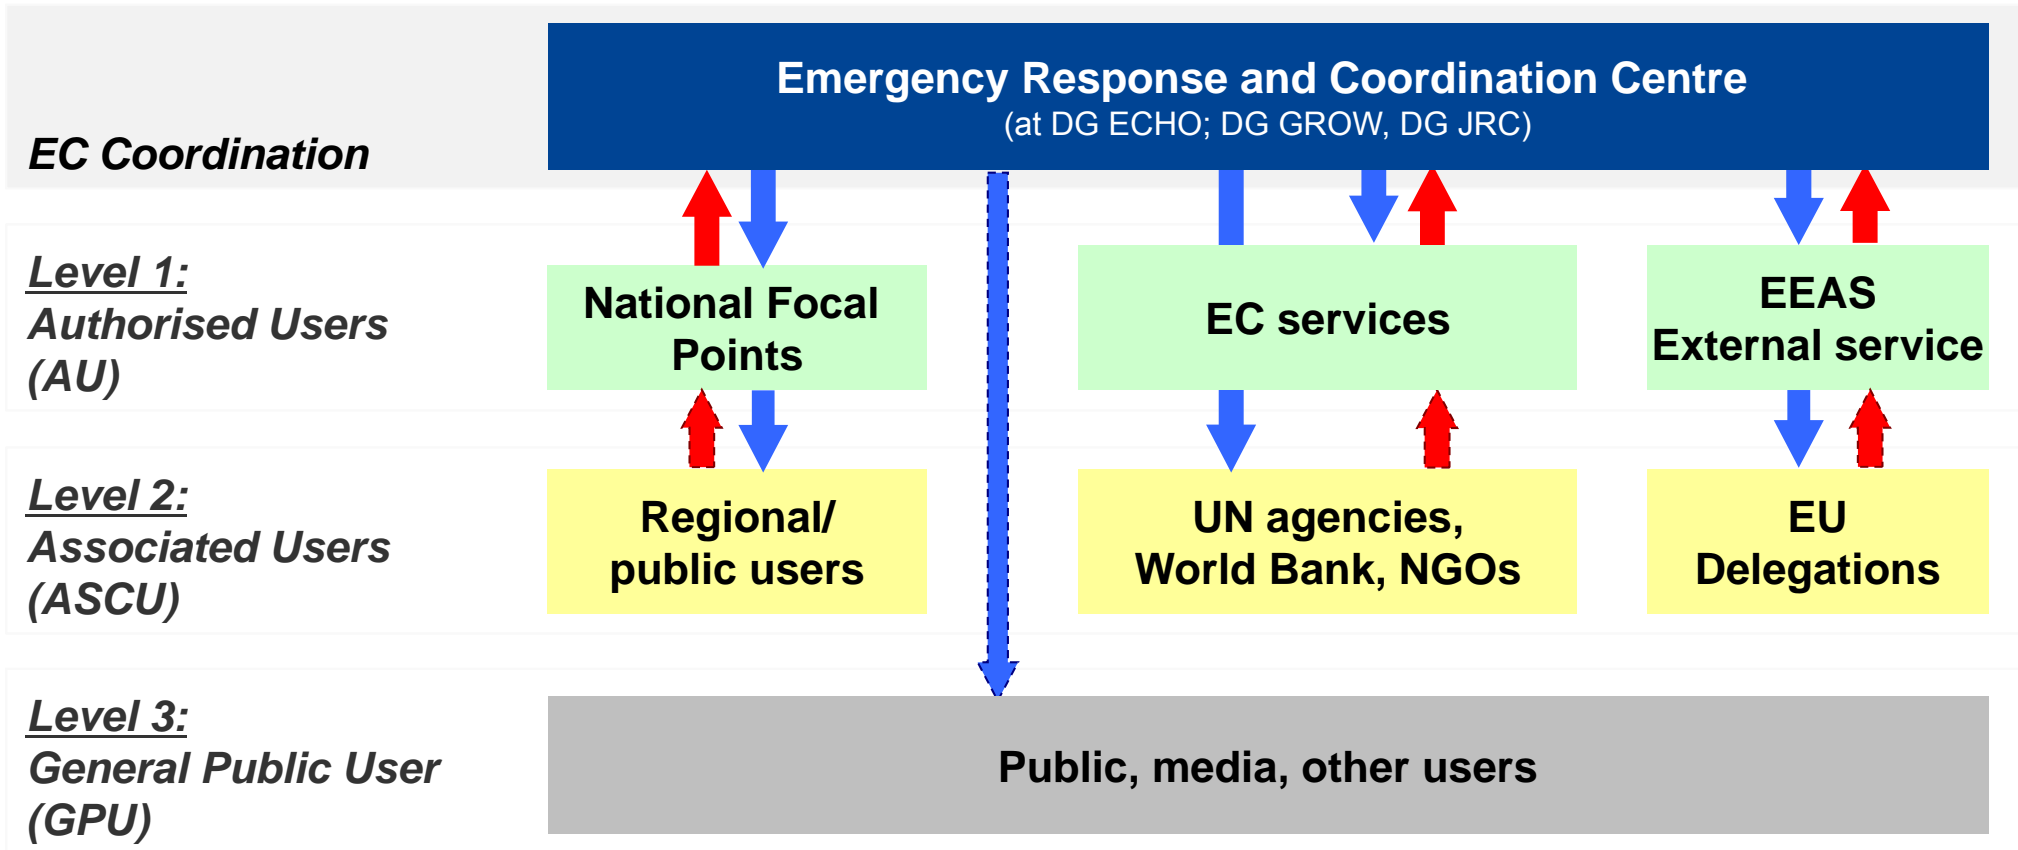 Emergency Response and Coordination Centre
(at DG ECHO; DG GROW, DG JRC)
EC Coordination
Level 1:
Authorised Users
(AU)
National Focal
Points
EC services
EEAS
External service
Level 2:
Associated Users
(ASCU)
Regional/
public users
UN agencies,
World Bank, NGOs
EU
Delegations
Level 3:
General Public User
(GPU)
Public, media, other users